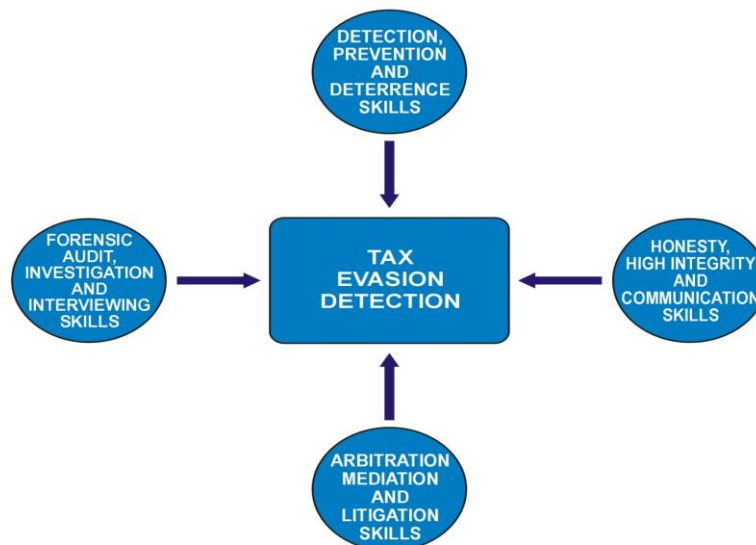 DETECTION,
PREVENTION
AND
DETERRENCE
SKILLS
FORENSIC
AUDIT,
INVESTIGATION
AND
INTERVIEWING
SKILLS
TAX
EVASION
DETECTION
HONESTY,
HIGH INTEGRITY
AND
COMMUNICATION
SKILLS
ARBITRATION
MEDIATION
AND
LITIGATION
SKILLS